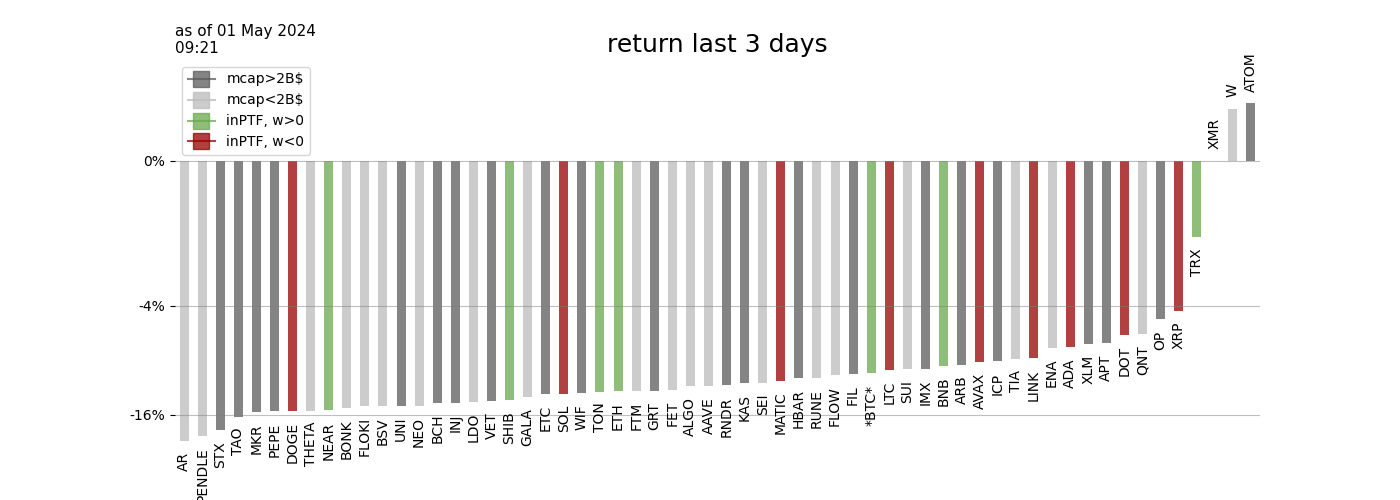 as of 01 May 2024
09:21
return last 3 days
mcap>2B$
mcap<2B$
inPTF, w>0
inPTF, w<0
0%
-4%
-16%
AR
PENDLE
STX
TAO
MKR
PEPE
DOGE
THETA
NEAR
BONK
FLOKI
BSV
UNI
NEO
BCH
INJ
LDO
VET
SHIB
GALA
ETC
SOL
WIF
TON
ETH
FTM
GRT
FET
ALGO
AAVE
RNDR
KAS
SEI
MATIC
HBAR
RUNE
FLOW
FIL
*BTC*
LTC
SUI
IMX
BNB
ARB
AVAX
ICP
TIA
LINK
ENA
ADA
XLM
APT
DOT
QNT
OP
XRP
TRX
XMR
W
ATOM